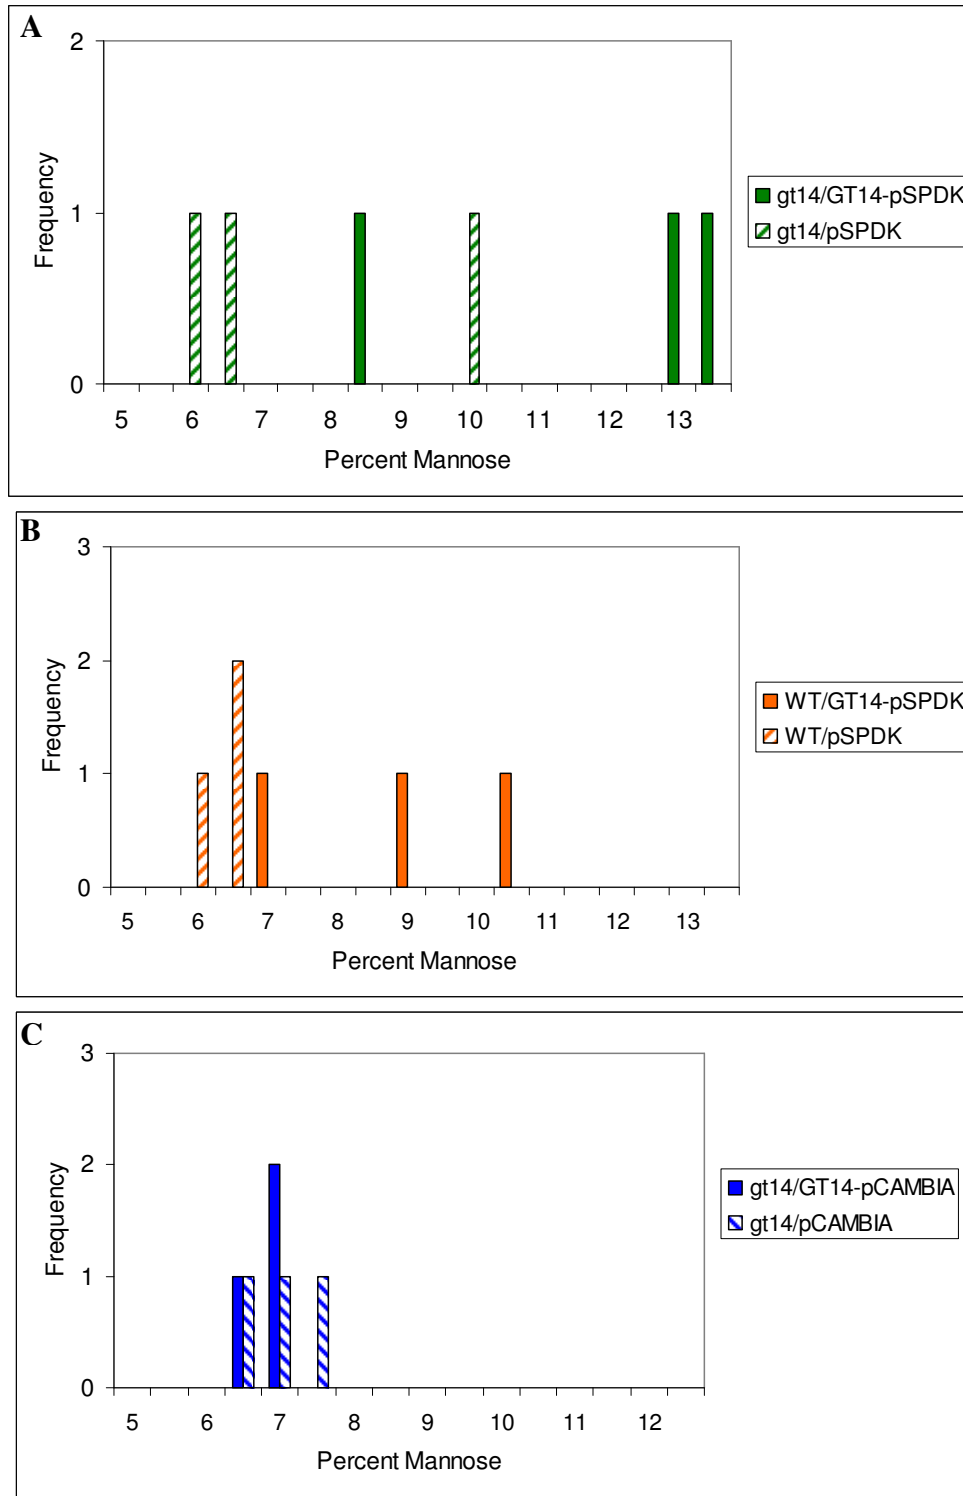 A
2
1
0
Frequency
5 6 7 8 9 10 11 12 13
Percent Mannose
gt14/GT14-pSPDK
gt14/pSPDK
B
3
2
1
0
Frequency
5 6 7 8 9 10 11 12 13
Percent Mannose
WT/GT14-pSPDK
WT/pSPDK
C
3
2
1
0
Frequency
5 6 7 8 9 10 11 12
Percent Mannose
gt14/GT14-pCAMBIA
gt14/pCAMBIA